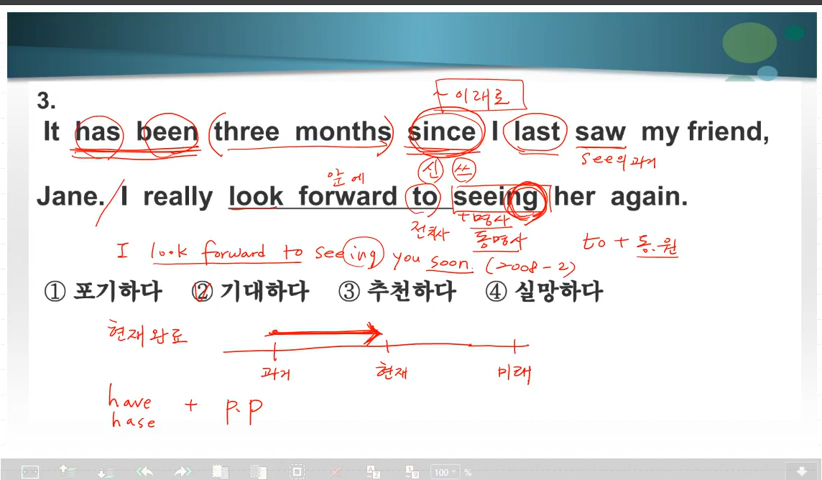 3.
~ 이래로
It has been (three months) since I last saw my friend,
신 쓰
see의 과거
앞에
Jane. / I really look forward to seeing her again.
전치사
+ 명사
동명사
to + 동.원
I look forward to seeing you soon. (2008-2)
① 포기하다 ② 기대하다 ③ 추천하다 ④ 실망하다
현재완료
과거 현재 미래
have
hase
+ P.P
100 %